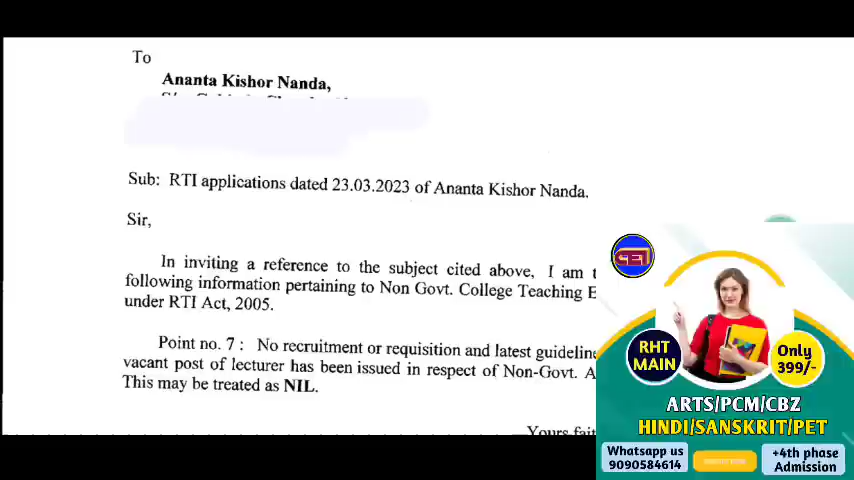 To
Ananta Kishor Nanda,
Sub: RTI applications dated 23.03.2023 of Ananta Kishor Nanda.
Sir,
In inviting a reference to the subject cited above, I am
following information pertaining to Non Govt. College Teaching
under RTI Act, 2005.
Point no. 7 : No recruitment or requisition and latest
vacant post of lecturer has been issued in respect of Non-Govt.
This may be treated as NIL.
Yours
RHT
MAIN
Only
399/-
ARTS/PCM/CBZ
HINDI/SANSKRIT/PET
Whatsapp us
9090584614
+4th phase
Admission